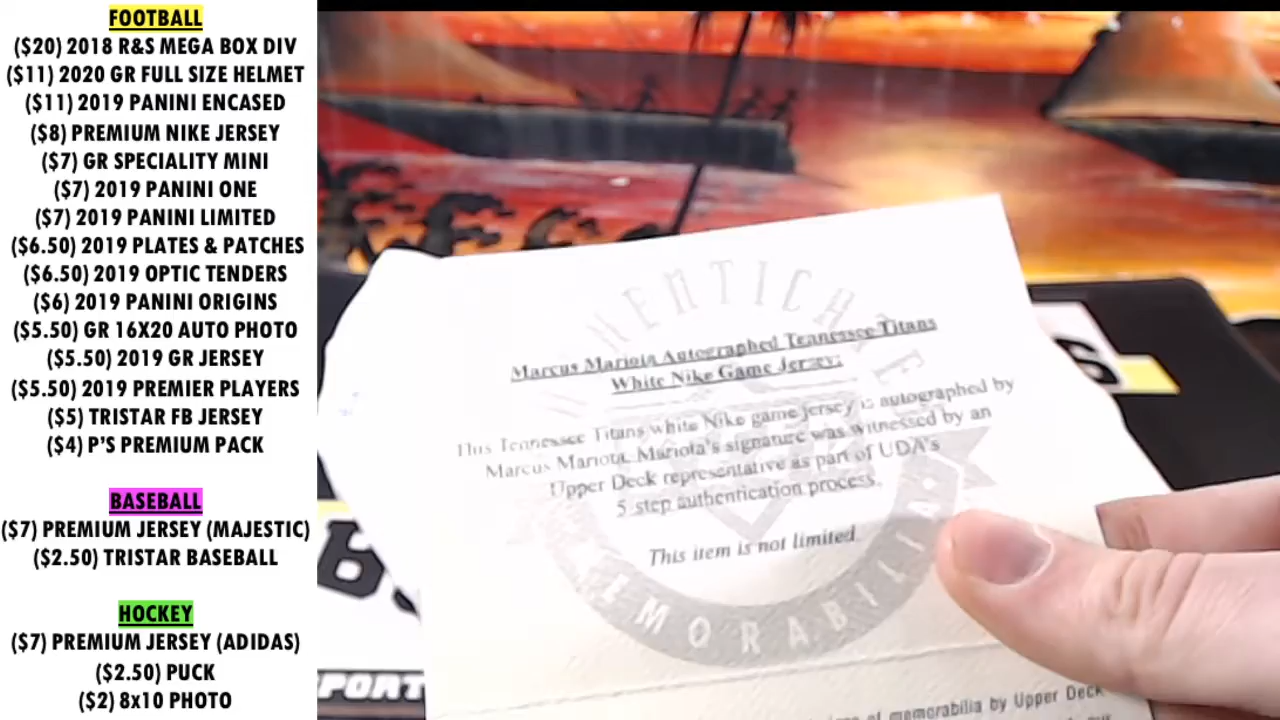 FOOTBALL
($20) 2018 R&S MEGA BOX DIV
($11) 2020 GR FULL SIZE HELMET
($11) 2019 PANINI ENCASED
($8) PREMIUM NIKE JERSEY
($7) GR SPECIALITY MINI
($7) 2019 PANINI ONE
($7) 2019 PANINI LIMITED
($6.50) 2019 PLATES & PATCHES
($6.50) 2019 OPTIC TENDERS
($6) 2019 PANINI ORIGINS
($5.50) GR 16X20 AUTO PHOTO
($5.50) 2019 GR JERSEY
($5.50) 2019 PREMIER PLAYERS
($5) TRISTAR FB JERSEY
($4) P'S PREMIUM PACK
BASEBALL
($7) PREMIUM JERSEY (MAJESTIC)
($2.50) TRISTAR BASEBALL
HOCKEY
($7) PREMIUM JERSEY (ADIDAS)
($2.50) PUCK
($2) 8x10 PHOTO
Marcus Mariota Autographed Tennessee Titans
White Nike Game Jersey:
This Tennessee Titans white Nike game jersey is autographed by
Marcus Mariota. Mariota's signature was witnessed by an
Upper Deck representative as part of UDA's
5 step authentication process.
This item is not limited
of memorabilia by Upper Deck